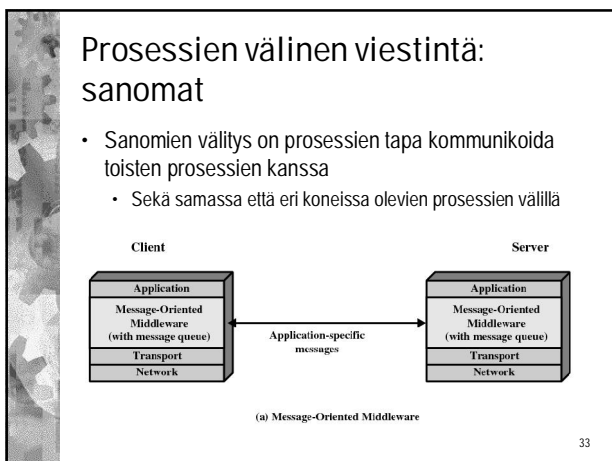 Prosessien välinen viestintä:
sanomat
• Sanomien välitys on prosessien tapa kommunikoida
toisten prosessien kanssa
• Sekä samassa että eri koneissa olevien prosessien välillä
Client
Server
Application
Message-Oriented
Middleware
(with message queue)
Transport
Network
Application-specific
messages
Application
Message-Oriented
Middleware
(with message queue)
Transport
Network
(a) Message-Oriented Middleware
33